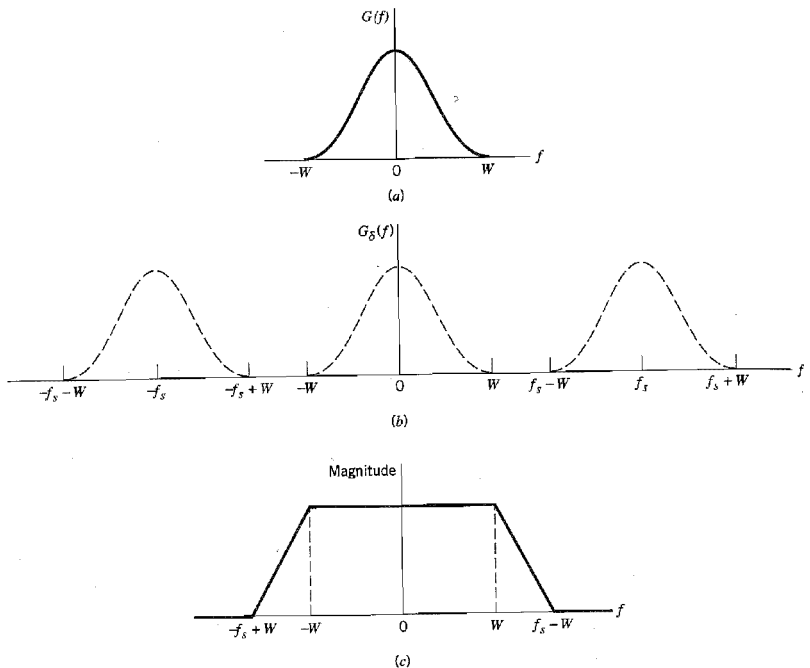 G(f)
-W
0
W
f
(a)
G_δ(f)
-f_s - W
-f_s
-f_s + W
-W
0
W
f_s - W
f_s
f_s + W
f
(b)
Magnitude
-f_s + W
-W
0
W
f_s - W
f
(c)